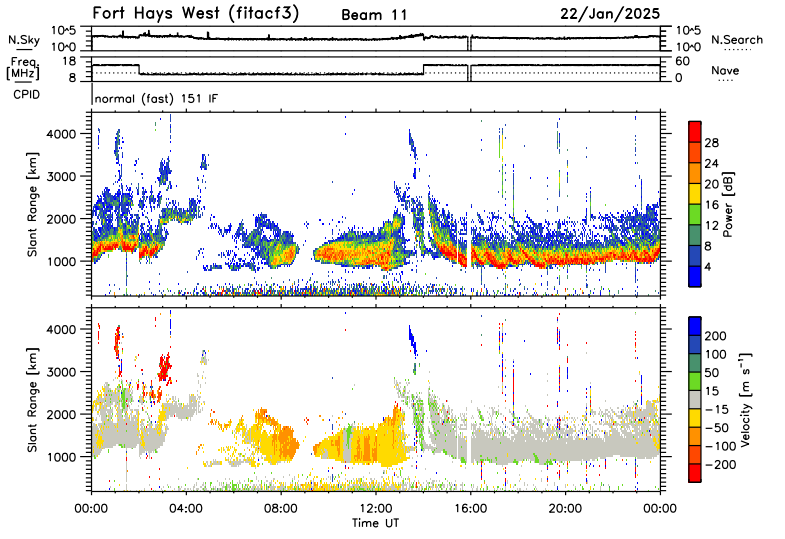 Fort Hays West (fitacf3) Beam 11 22/Jan/2025
N.Sky 10^5 10^0 10^5 10^0 N.Search
Freq. [MHz] 18 8 60 0 Nave
CPID normal (fast) 151 IF
Slant Range [km] 4000 3000 2000 1000
Power [dB] 28 24 20 16 12 8 4
Slant Range [km] 4000 3000 2000 1000
Velocity [m s⁻¹] 200 100 50 15 −15 −50 −100 −200
00:00 04:00 08:00 12:00 16:00 20:00 00:00
Time UT